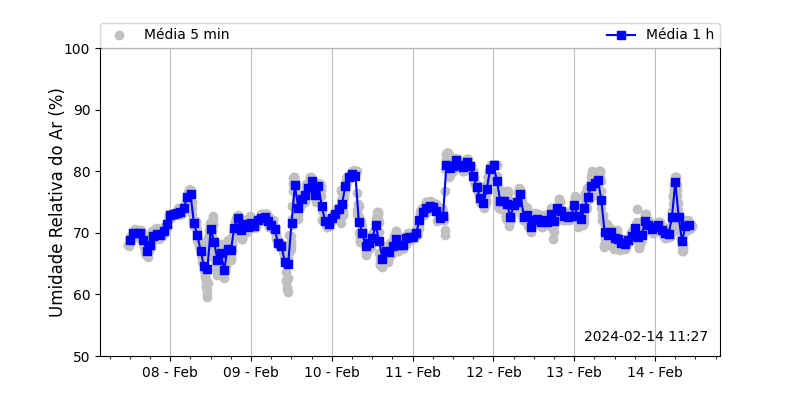 Média 5 min
Média 1 h
100
90
80
70
60
50
Umidade Relativa do Ar (%)
2024-02-14 11:27
08 - Feb
09 - Feb
10 - Feb
11 - Feb
12 - Feb
13 - Feb
14 - Feb